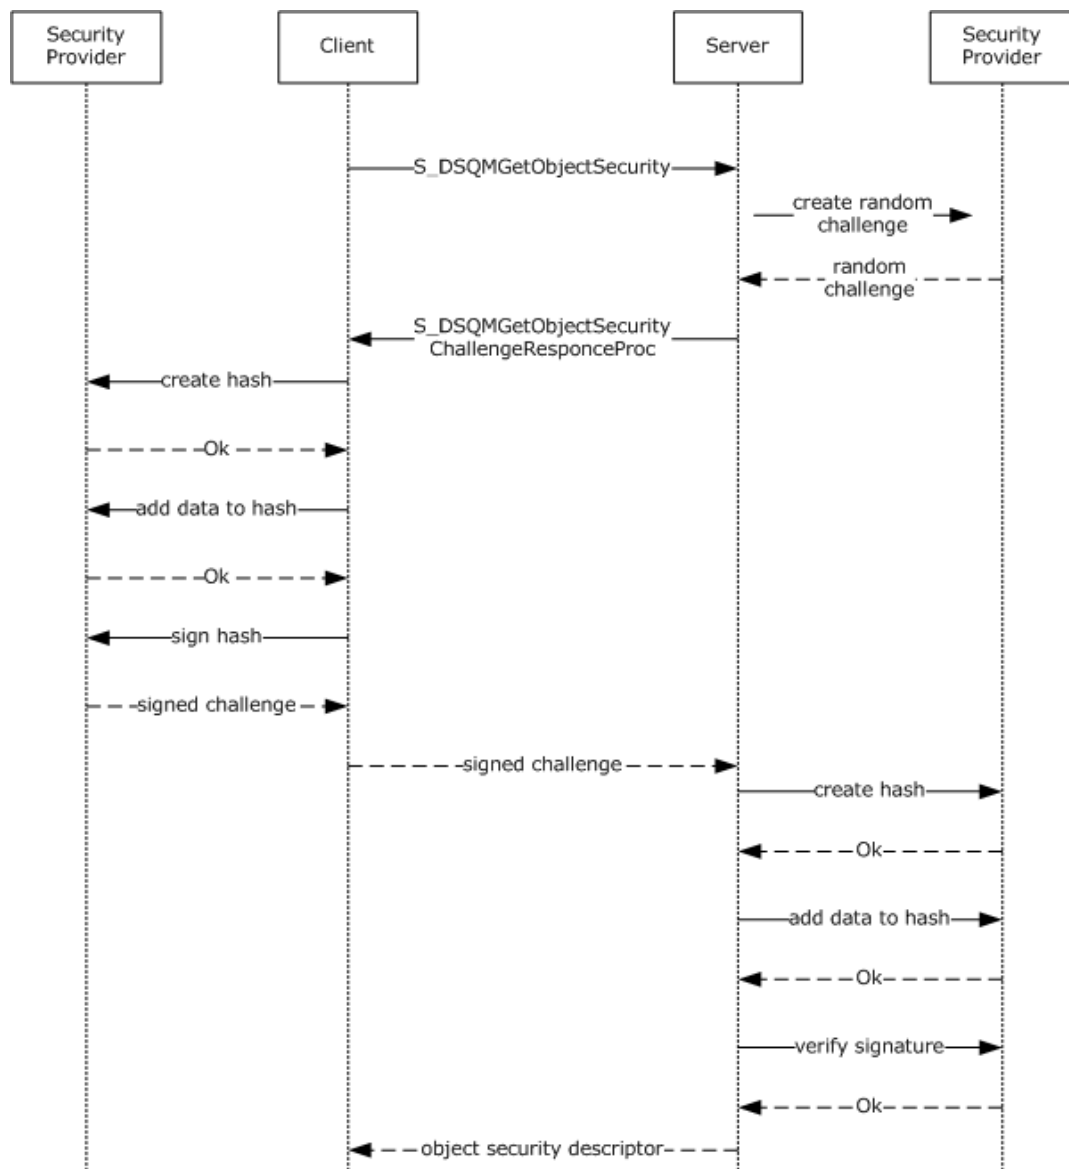 Security
Provider
Client
Server
Security
Provider
S_DSQMGetObjectSecurity
create random
challenge
random
challenge
S_DSQMGetObjectSecurity
ChallengeResponceProc
create hash
Ok
add data to hash
Ok
sign hash
signed challenge
signed challenge
create hash
Ok
add data to hash
Ok
verify signature
Ok
object security descriptor